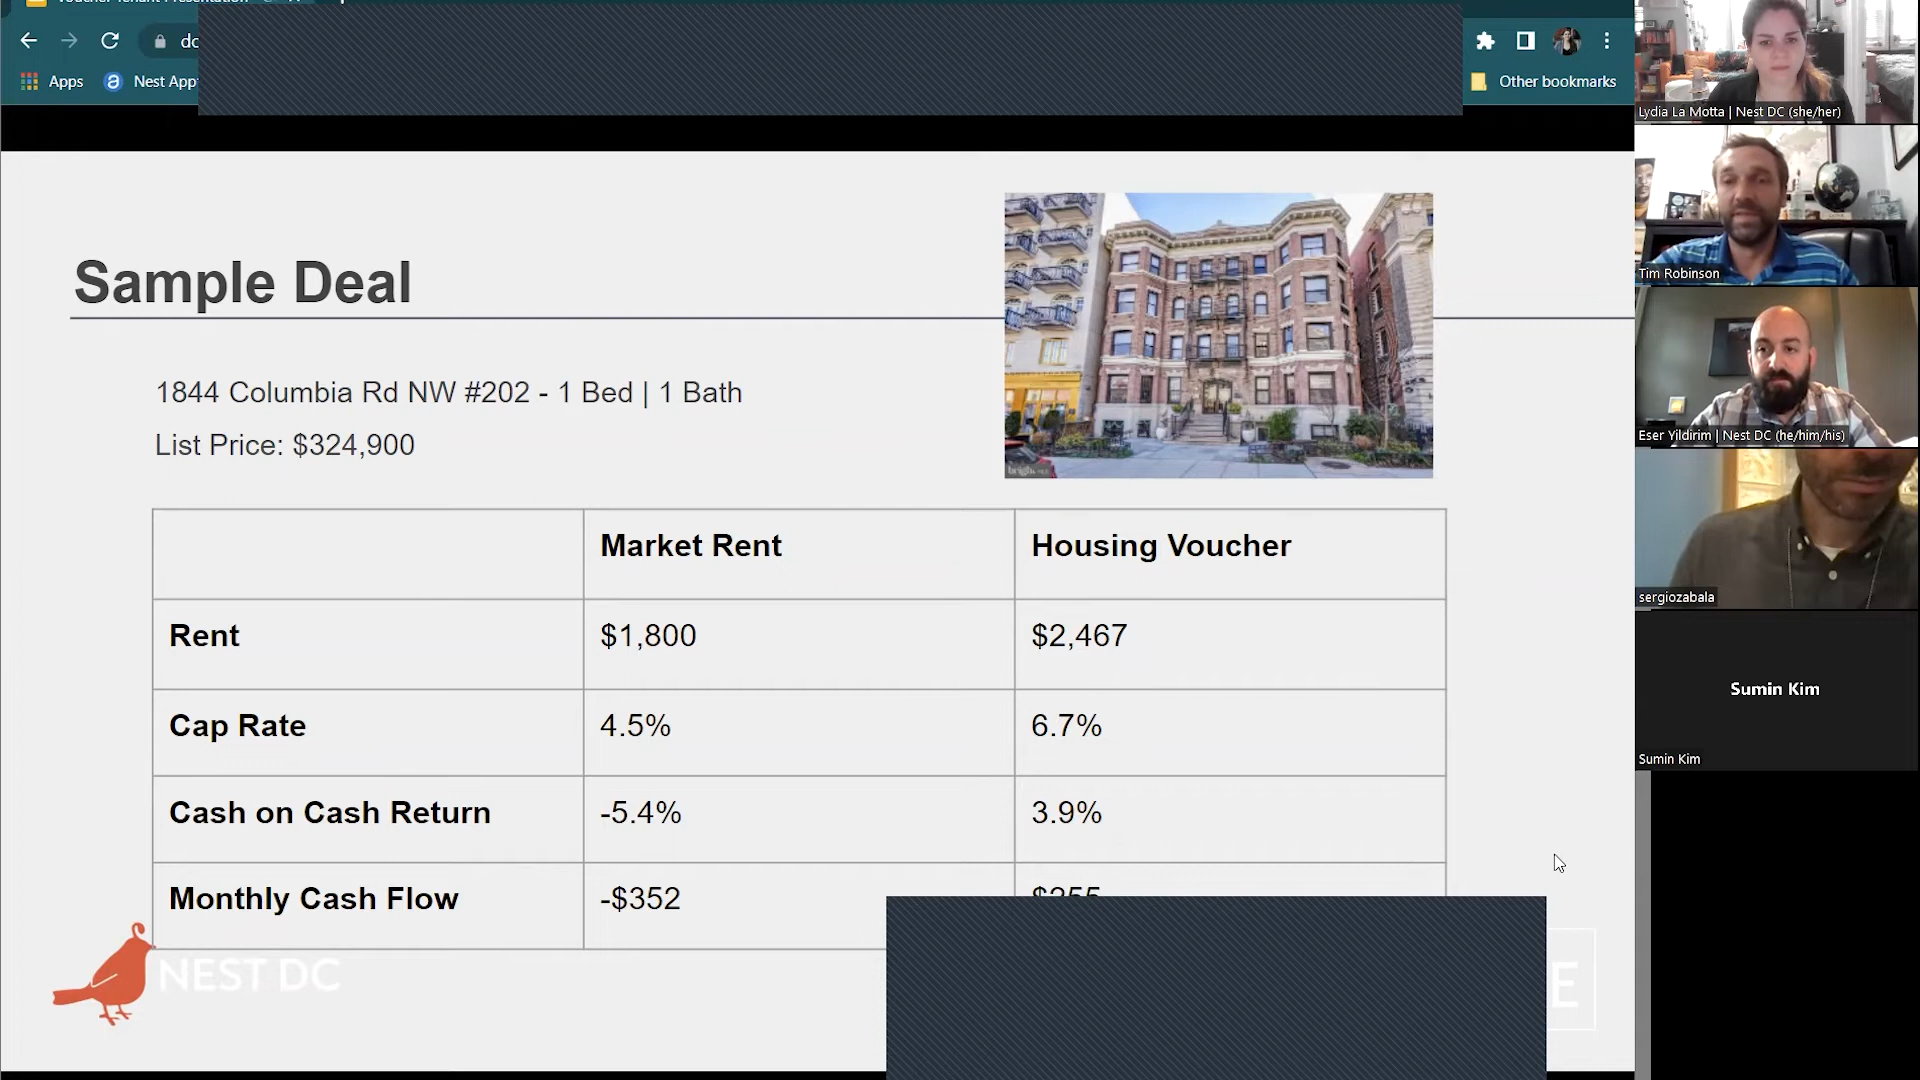 Apps
Nest App
Other bookmarks
Sample Deal
1844 Columbia Rd NW #202 - 1 Bed | 1 Bath
List Price: $324,900
Market Rent Housing Voucher
Rent $1,800 $2,467
Cap Rate 4.5% 6.7%
Cash on Cash Return -5.4% 3.9%
Monthly Cash Flow -$352
NEST DC
E
Lydia La Motta | Nest DC (she/her)
Tim Robinson
Eser Yildirim | Nest DC (he/him/his)
sergiozabala
Sumin Kim
Sumin Kim